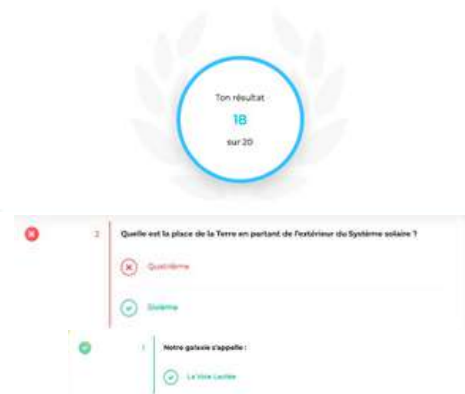 Ton résultat
18
sur 20
2 Quelle est la place de la Terre en partant de l'extérieur du Système solaire ?
Quatrième
Sixième
1 Notre galaxie s'appelle :
La Voie Lactée